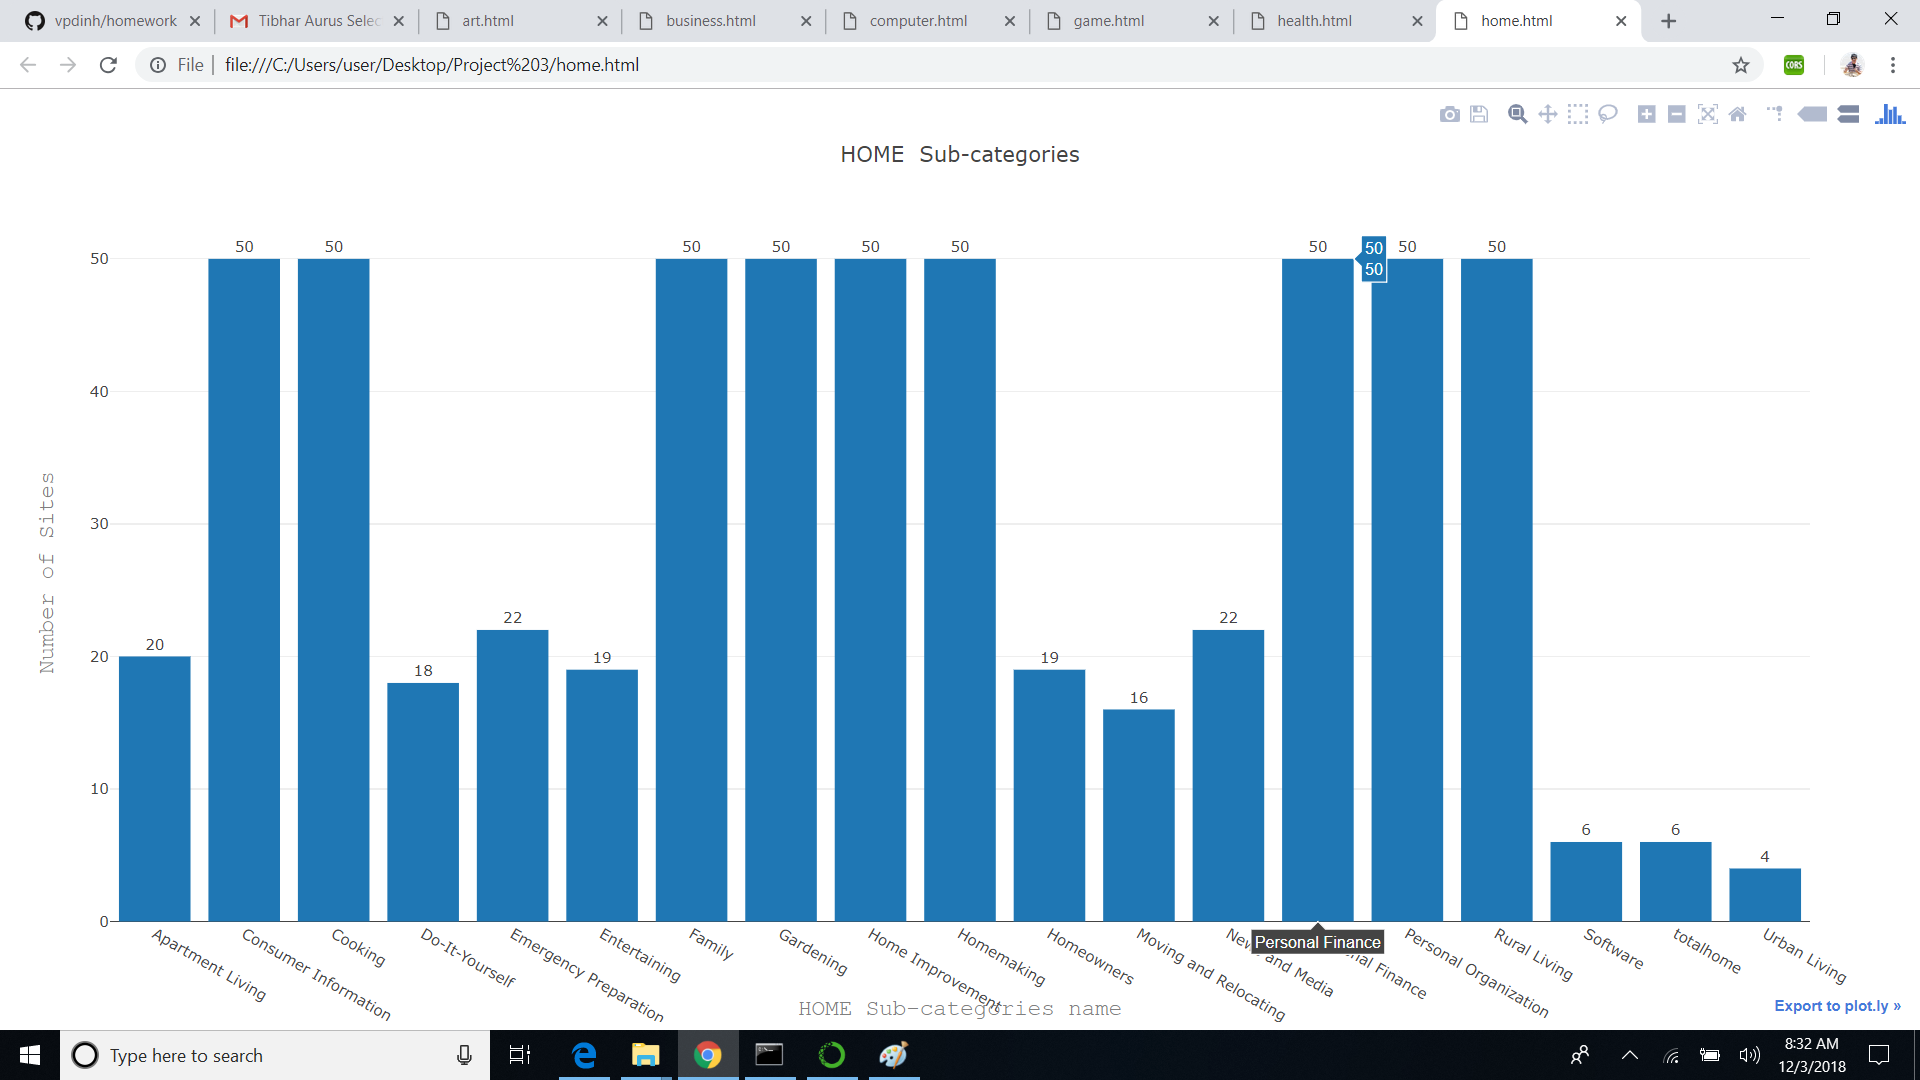 vpdinh/homework
Tibhar Aurus Selec
art.html
business.html
computer.html
game.html
health.html
home.html
File
file:///C:/Users/user/Desktop/Project%203/home.html
CORS
HOME Sub-categories
50 50 50 50 50 50 50 50 50
50
50
50
40
30
20
10
0
Number of Sites
20
18
22
19
19
16
22
6
6
4
Apartment Living
Consumer Information
Cooking
Do-It-Yourself
Emergency Preparation
Entertaining
Family
Gardening
Home Improvement
Homemaking
Homeowners
Moving and Relocating
New and Media
Personal Finance
nal Finance
Personal Organization
Rural Living
Software
totalhome
Urban Living
HOME Sub-categories name
Export to plot.ly »
Type here to search
8:32 AM
12/3/2018